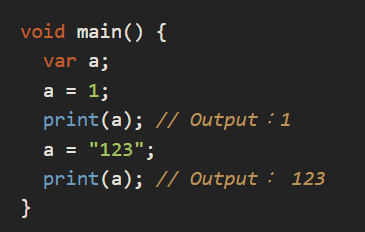 void main() {
  var a;
  a = 1;
  print(a); // Output：1
  a = "123";
  print(a); // Output： 123
}